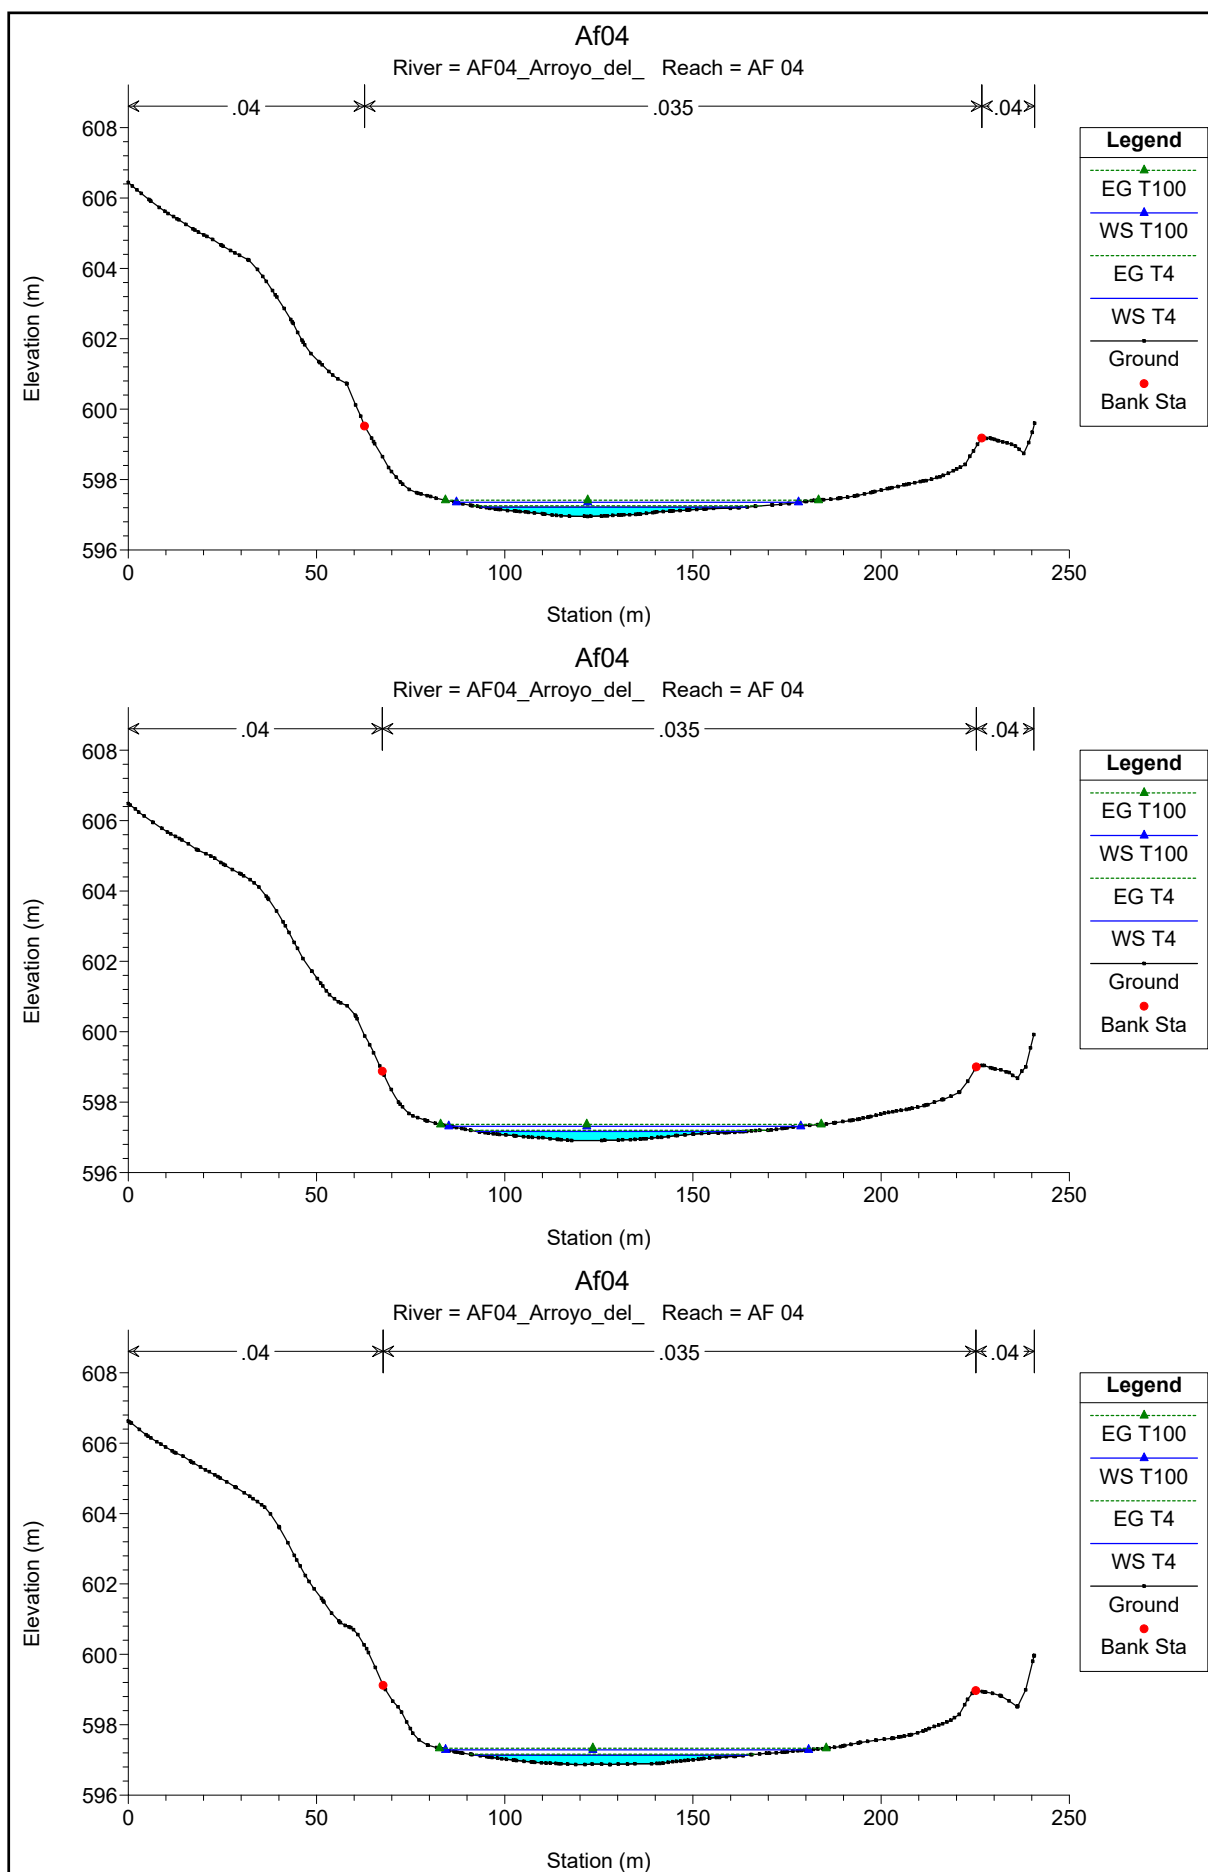 Af04
River = AF04_Arroyo_del_   Reach = AF 04
.04
.035
.04
608
606
604
602
600
598
596
Elevation (m)
0
50
100
150
200
250
Station (m)
Legend
EG T100
WS T100
EG T4
WS T4
Ground
Bank Sta
Af04
River = AF04_Arroyo_del_   Reach = AF 04
.04
.035
.04
608
606
604
602
600
598
596
Elevation (m)
0
50
100
150
200
250
Station (m)
Legend
EG T100
WS T100
EG T4
WS T4
Ground
Bank Sta
Af04
River = AF04_Arroyo_del_   Reach = AF 04
.04
.035
.04
608
606
604
602
600
598
596
Elevation (m)
0
50
100
150
200
250
Station (m)
Legend
EG T100
WS T100
EG T4
WS T4
Ground
Bank Sta